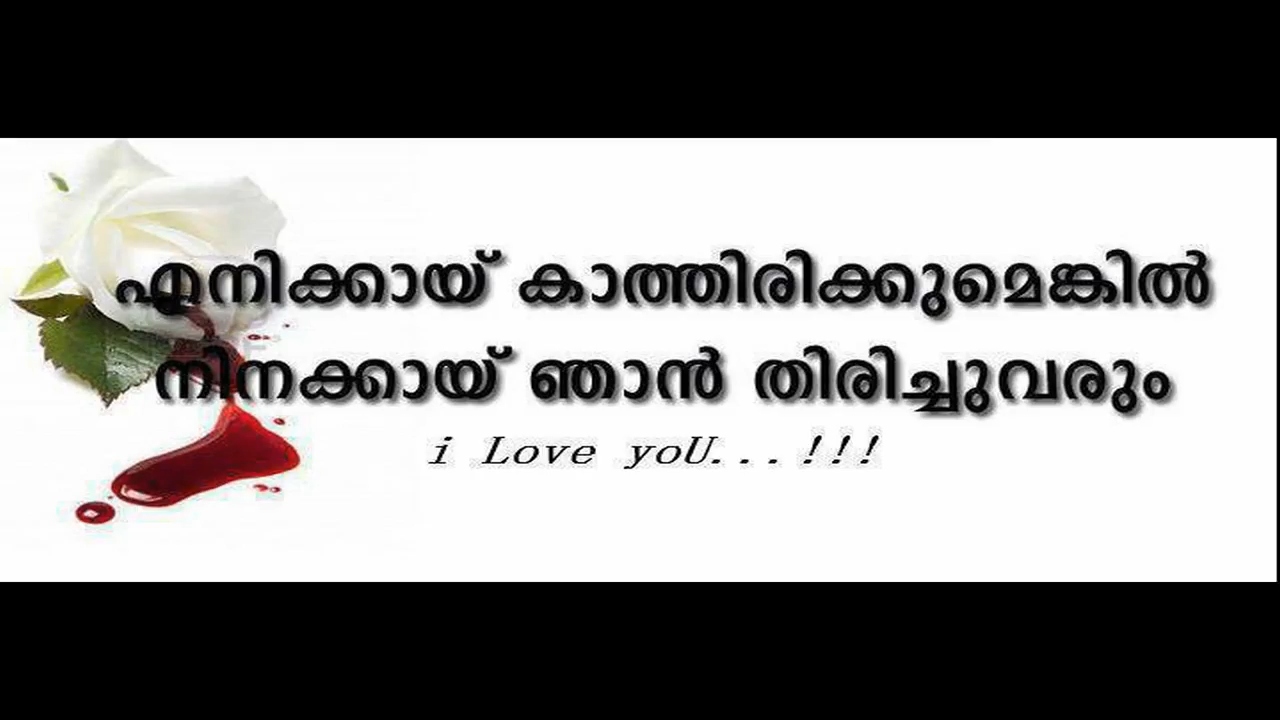 എനിക്കായ് കാത്തിരിക്കുമെങ്കിൽ
നിനക്കായ് ഞാൻ തിരിച്ചുവരും
i Love yoU...!!!